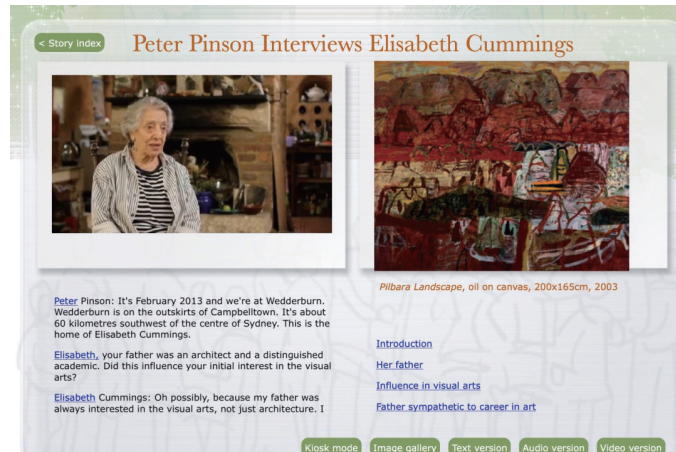 < Story index
Peter Pinson Interviews Elisabeth Cummings
Pilbara Landscape, oil on canvas, 200x165cm, 2003
Peter Pinson: It's February 2013 and we're at Wedderburn.
Wedderburn is on the outskirts of Campbelltown. It's about
60 kilometres southwest of the centre of Sydney. This is the
home of Elisabeth Cummings.
Elisabeth, your father was an architect and a distinguished
academic. Did this influence your initial interest in the visual
arts?
Elisabeth Cummings: Oh possibly, because my father was
always interested in the visual arts, not just architecture. I
Introduction
Her father
Influence in visual arts
Father sympathetic to career in art
Kiosk mode
Image gallery
Text version
Audio version
Video version